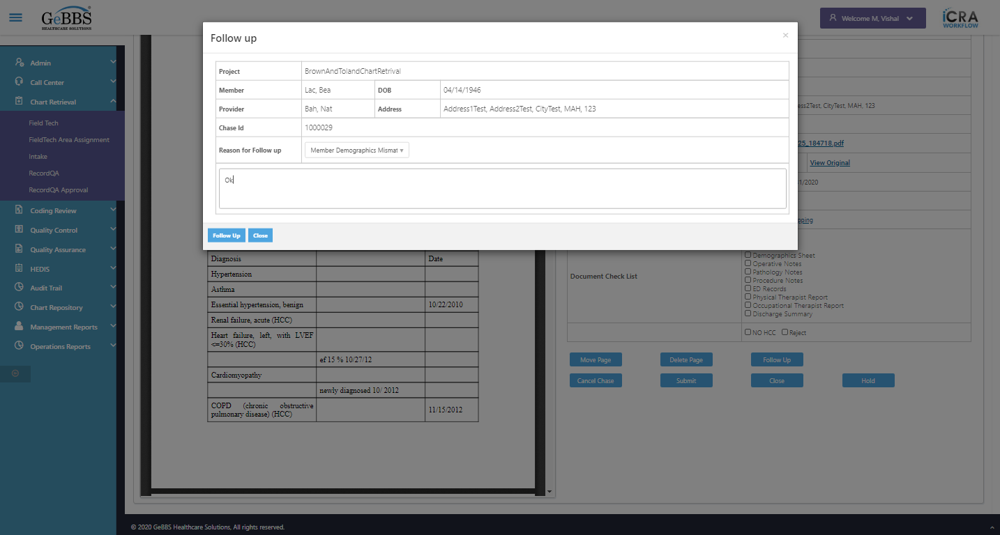 GeBBS
HEALTHCARE SOLUTIONS
Welcome M, Vishal
iCRA
WORKFLOW
Follow up
×
Project BrownAndTolandChartRetrival
Member Lac, Bea DOB 04/14/1946
Provider Bah, Nat Address Address1Test, Address2Test, CityTest, MAH, 123
Chase Id 1000029
Reason for Follow up Member Demographics Mismat
Ok
Follow Up Close
Admin
Call Center
Chart Retrieval
Field Tech
FieldTech Area Assignment
Intake
RecordQA
RecordQA Approval
Coding Review
Quality Control
Quality Assurance
HEDIS
Audit Trail
Chart Repository
Management Reports
Operations Reports
Diagnosis Date
Hypertension
Asthma
Essential hypertension, benign 10/22/2010
Renal failure, acute (HCC)
Heart failure, left, with LVEF
<=30% (HCC)
ef 15 % 10/27/12
Cardiomyopathy
newly diagnosed 10/ 2012
COPD (chronic obstructive
pulmonary disease) (HCC) 11/15/2012
ess2Test, CityTest, MAH, 123
25_184718.pdf
View Original
1/2020
pping
Document Check List
Demographics Sheet
Operative Notes
Pathology Notes
Procedure Notes
ED Records
Physical Therapist Report
Occupational Therapist Report
Discharge Summary
NO HCC Reject
Move Page Delete Page Follow Up
Cancel Chase Submit Close Hold
© 2020 GeBBS Healthcare Solutions, All rights reserved.